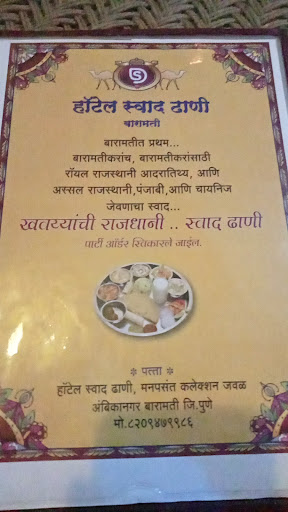 हॉटेल स्वाद ढाणी
बारामती
बारामतीत प्रथम...
बारामतीकरांच, बारामतीकरांसाठी
रॉयल राजस्थानी आदरातिथ्य, आणि
अस्सल राजस्थानी,पंजाबी,आणि चायनिज
जेवणाचा स्वाद...
खवय्यांची राजधानी .. स्वाद ढाणी
पार्टी ऑर्डर स्विकारले जाईल.
* पत्ता *
हॉटेल स्वाद ढाणी, मनपसंत कलेक्शन जवळ
अंबिकानगर बारामती जि.पुणे
मो.८२०९४७९९८६